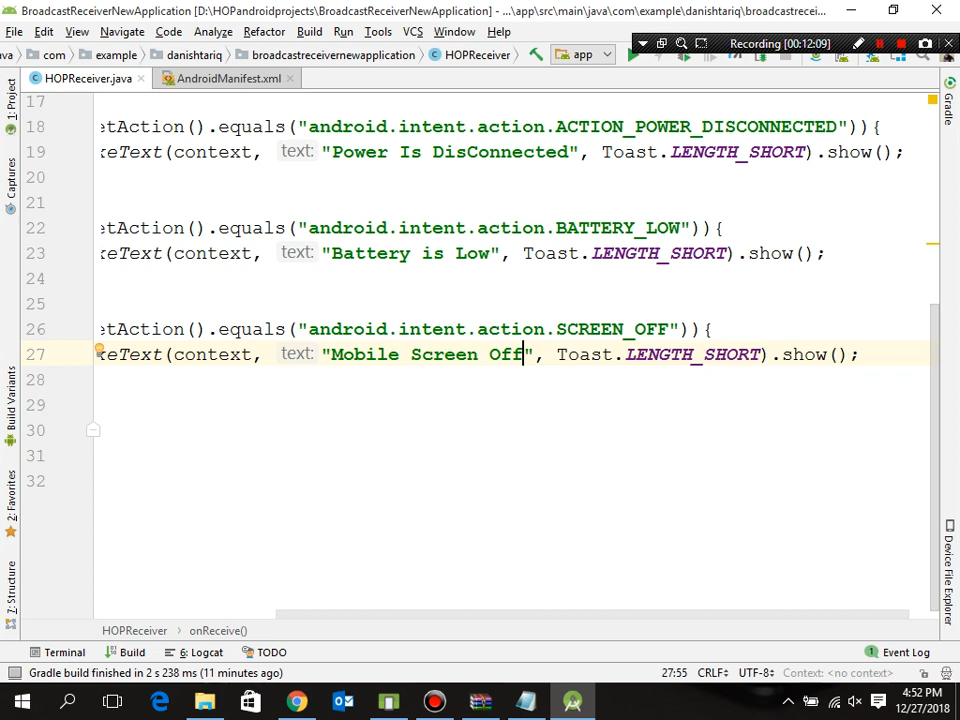 BroadcastReceiverNewApplication [D:\HOPandroidprojects\BroadcastReceiverNewApplication] - ...\app\src\main\java\com\example\danishtariq\broadcastrecei...
File Edit View Navigate Code Analyze Refactor Build Run Tools VCS Window Help
Recording [00:12:09]
va com example danishtariq broadcastreceivernewapplication HOPReceiver app
HOPReceiver.java AndroidManifest.xml
1: Project
Captures
Build Variants
2: Favorites
7: Structure
17
18 etAction().equals("android.intent.action.ACTION_POWER_DISCONNECTED")){
19 keText(context, text: "Power Is DisConnected", Toast.LENGTH_SHORT).show();
20
21
22 etAction().equals("android.intent.action.BATTERY_LOW")){
23 keText(context, text: "Battery is Low", Toast.LENGTH_SHORT).show();
24
25
26 etAction().equals("android.intent.action.SCREEN_OFF")){
27 keText(context, text: "Mobile Screen Off", Toast.LENGTH_SHORT).show();
28
29
30
31
32
Gradle
Device File Explorer
HOPReceiver onReceive()
Terminal Build 6: Logcat TODO 1 Event Log
Gradle build finished in 2 s 238 ms (11 minutes ago) 27:55 CRLF UTF-8 Context: <no context>
4:52 PM
12/27/2018